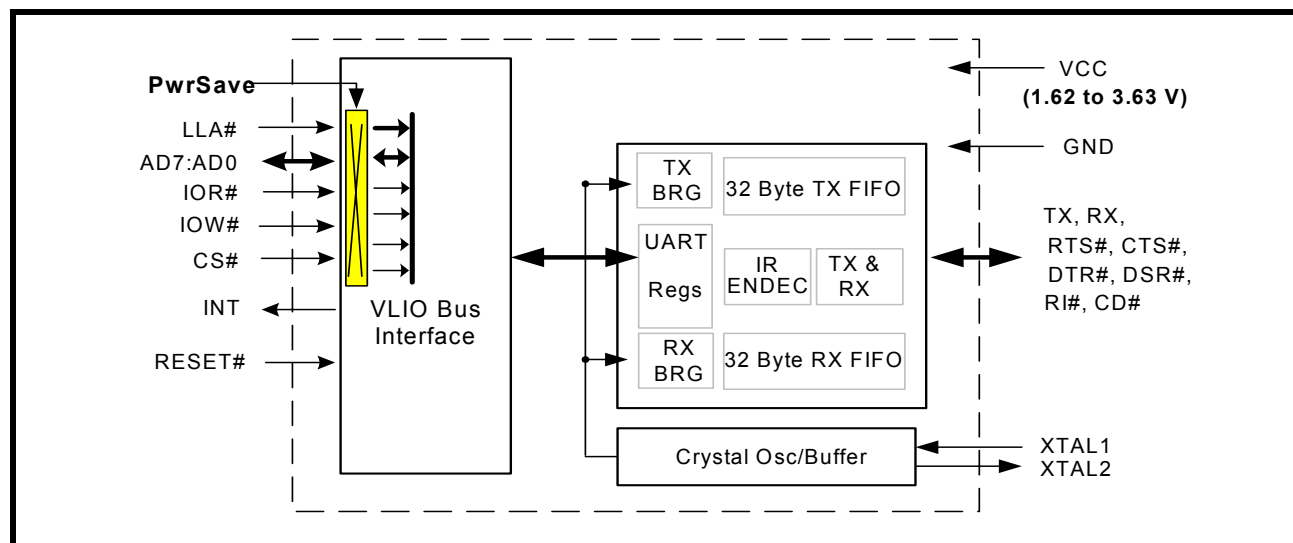 PwrSave
LLA#
AD7:AD0
IOR#
IOW#
CS#
INT
RESET#
VLIO Bus
Interface
TX
BRG
32 Byte TX FIFO
UART
Regs
IR
ENDEC
TX &
RX
RX
BRG
32 Byte RX FIFO
Crystal Osc/Buffer
VCC
(1.62 to 3.63 V)
GND
TX, RX,
RTS#, CTS#,
DTR#, DSR#,
RI#, CD#
XTAL1
XTAL2